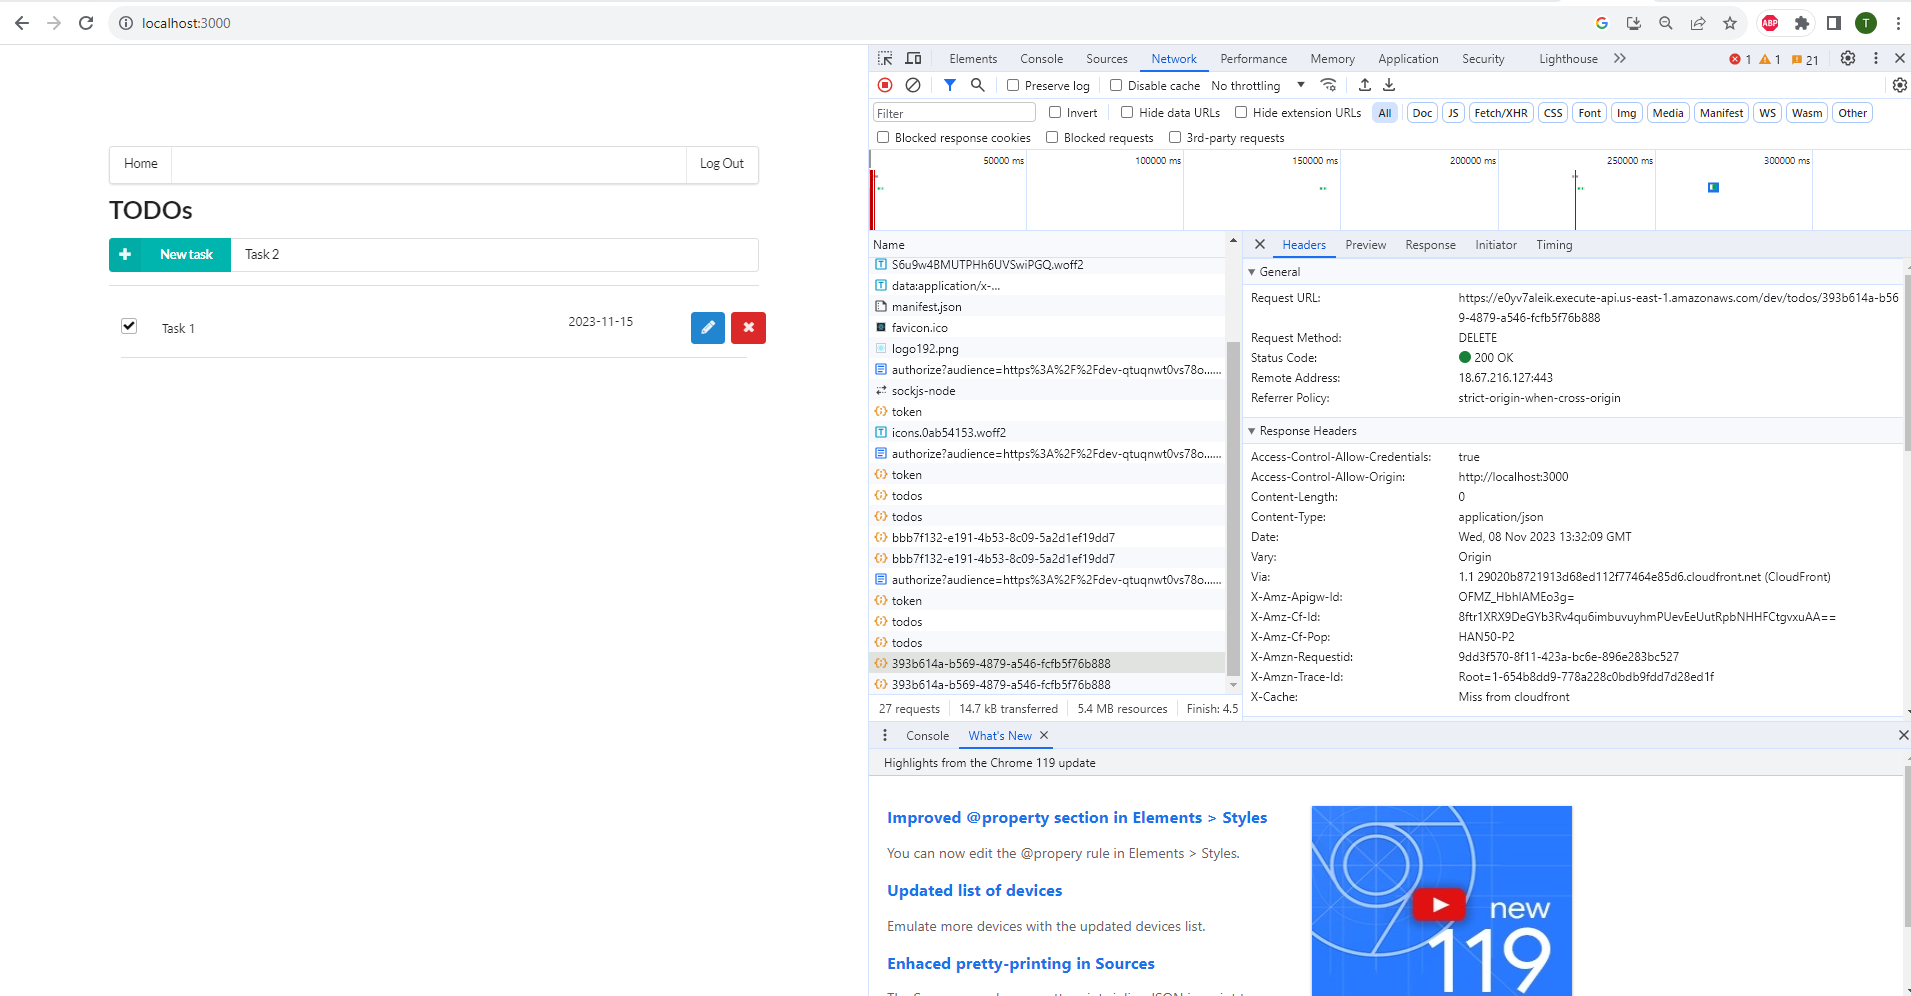 localhost:3000
ABP
T
Elements Console Sources Network Performance Memory Application Security Lighthouse 1 1 21
Preserve log Disable cache No throttling
Filter Invert Hide data URLs Hide extension URLs All Doc JS Fetch/XHR CSS Font Img Media Manifest WS Wasm Other
Blocked response cookies Blocked requests 3rd-party requests
50000 ms 100000 ms 150000 ms 200000 ms 250000 ms 300000 ms
Home Log Out
TODOs
New task Task 2
Task 1 2023-11-15
Name
S6u9w4BMUTPHh6UVSwiPGQ.woff2
data:application/x-...
manifest.json
favicon.ico
logo192.png
authorize?audience=https%3A%2F%2Fdev-qtuqnwt0vs78o......
sockjs-node
token
icons.0ab54153.woff2
authorize?audience=https%3A%2F%2Fdev-qtuqnwt0vs78o......
token
todos
todos
bbb7f132-e191-4b53-8c09-5a2d1ef19dd7
bbb7f132-e191-4b53-8c09-5a2d1ef19dd7
authorize?audience=https%3A%2F%2Fdev-qtuqnwt0vs78o......
token
todos
todos
393b614a-b569-4879-a546-fcfb5f76b888
393b614a-b569-4879-a546-fcfb5f76b888
27 requests 14.7 kB transferred 5.4 MB resources Finish: 4.5
Headers Preview Response Initiator Timing
General
Request URL: https://e0yv7aleik.execute-api.us-east-1.amazonaws.com/dev/todos/393b614a-b56
9-4879-a546-fcfb5f76b888
Request Method: DELETE
Status Code: 200 OK
Remote Address: 18.67.216.127:443
Referrer Policy: strict-origin-when-cross-origin
Response Headers
Access-Control-Allow-Credentials: true
Access-Control-Allow-Origin: http://localhost:3000
Content-Length: 0
Content-Type: application/json
Date: Wed, 08 Nov 2023 13:32:09 GMT
Vary: Origin
Via: 1.1 29020b8721913d68ed112f77464e85d6.cloudfront.net (CloudFront)
X-Amz-Apigw-Id: OFMZ_HbhIAMEo3g=
X-Amz-Cf-Id: 8ftr1XRX9DeGYb3Rv4qu6imbuvuyhmPUevEeUutRpbNHHFCtgvxuAA==
X-Amz-Cf-Pop: HAN50-P2
X-Amzn-Requestid: 9dd3f570-8f11-423a-bc6e-896e283bc527
X-Amzn-Trace-Id: Root=1-654b8dd9-778a228c0bdb9fdd7d28ed1f
X-Cache: Miss from cloudfront
Console What's New
Highlights from the Chrome 119 update
Improved @property section in Elements > Styles
You can now edit the @propery rule in Elements > Styles.
Updated list of devices
Emulate more devices with the updated devices list.
Enhaced pretty-printing in Sources
new
119